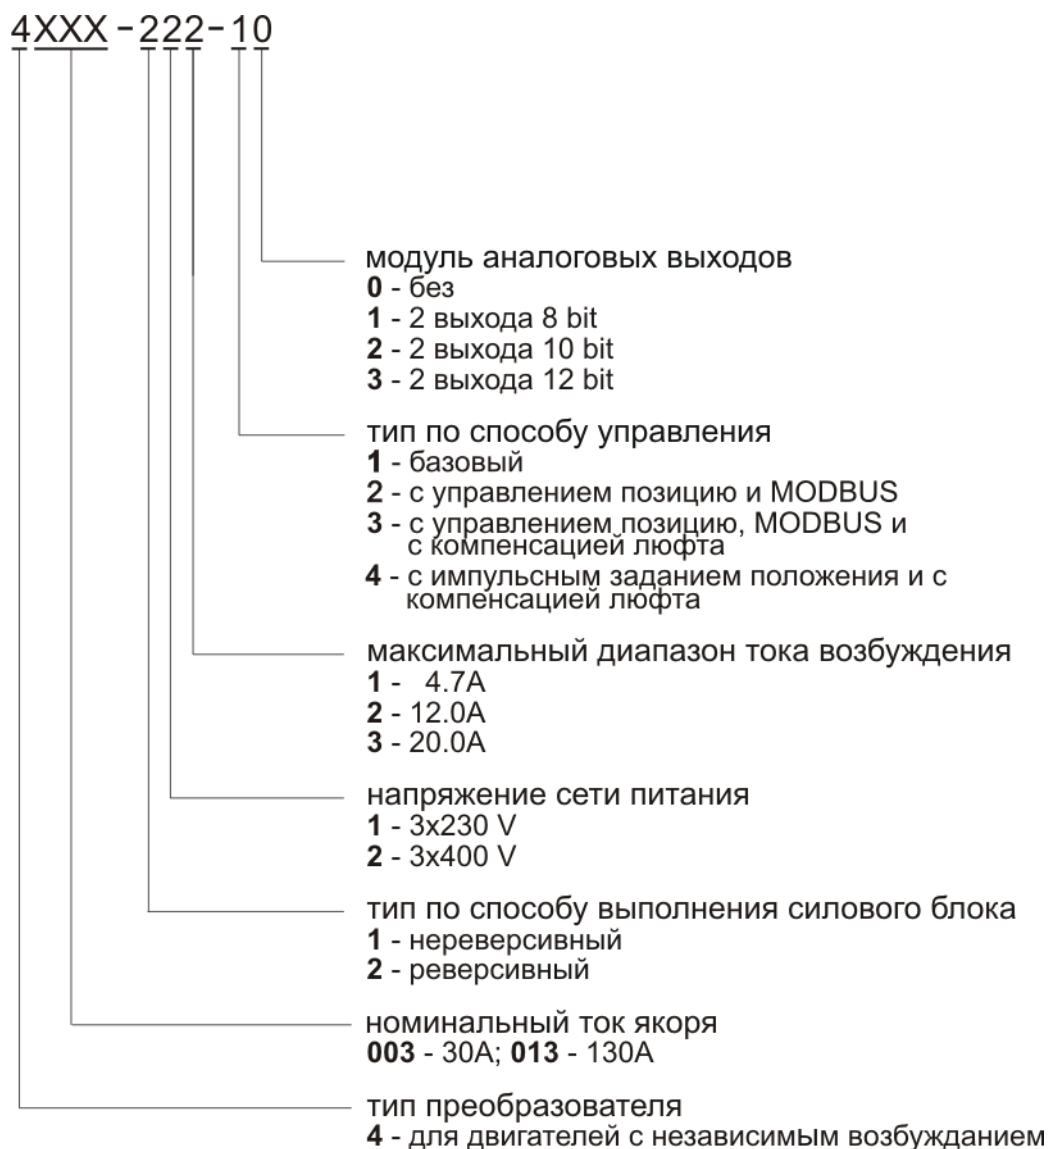 4XXX-222-10
модуль аналоговых выходов
0 - без
1 - 2 выхода 8 bit
2 - 2 выхода 10 bit
3 - 2 выхода 12 bit
тип по способу управления
1 - базовый
2 - с управлением позицию и MODBUS
3 - с управлением позицию, MODBUS и
с компенсацией люфта
4 - с импульсным заданием положения и с
компенсацией люфта
максимальный диапазон тока возбуждения
1 - 4.7A
2 - 12.0A
3 - 20.0A
напряжение сети питания
1 - 3x230 V
2 - 3x400 V
тип по способу выполнения силового блока
1 - нереверсивный
2 - реверсивный
номинальный ток якоря
003 - 30A; 013 - 130A
тип преобразователя
4 - для двигателей с независимым возбужданием